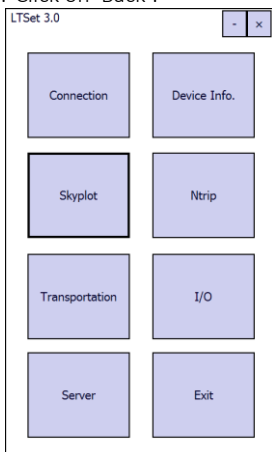 Click on "Back".
LTSet 3.0
- ×
Connection Device Info.
Skyplot Ntrip
Transportation I/O
Server Exit